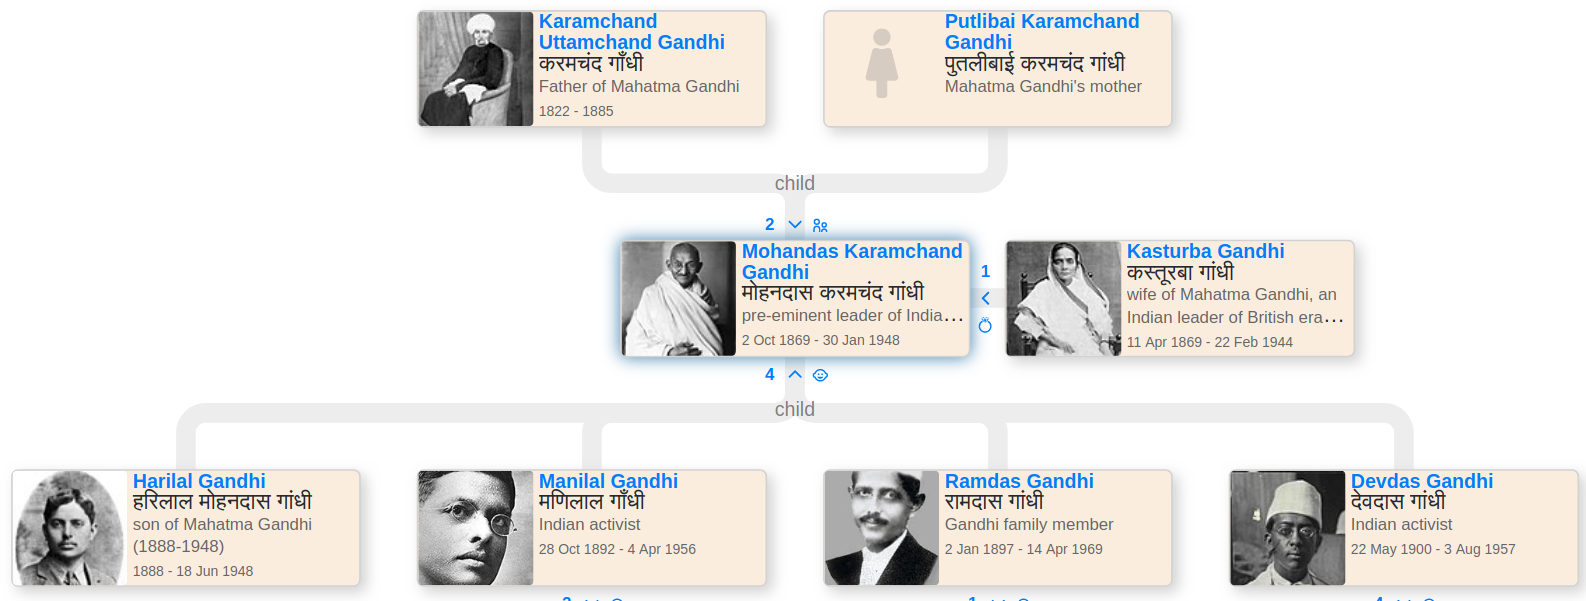 Karamchand
Uttamchand Gandhi
करमचंद गाँधी
Father of Mahatma Gandhi
1822 - 1885
Putlibai Karamchand
Gandhi
पुतलीबाई करमचंद गांधी
Mahatma Gandhi's mother
child
2
Mohandas Karamchand
Gandhi
मोहनदास करमचंद गांधी
pre-eminent leader of India...
2 Oct 1869 - 30 Jan 1948
1
Kasturba Gandhi
कस्तूरबा गांधी
wife of Mahatma Gandhi, an
Indian leader of British era...
11 Apr 1869 - 22 Feb 1944
4
child
Harilal Gandhi
हरिलाल मोहनदास गांधी
son of Mahatma Gandhi
(1888-1948)
1888 - 18 Jun 1948
Manilal Gandhi
मणिलाल गाँधी
Indian activist
28 Oct 1892 - 4 Apr 1956
Ramdas Gandhi
रामदास गांधी
Gandhi family member
2 Jan 1897 - 14 Apr 1969
Devdas Gandhi
देवदास गांधी
Indian activist
22 May 1900 - 3 Aug 1957